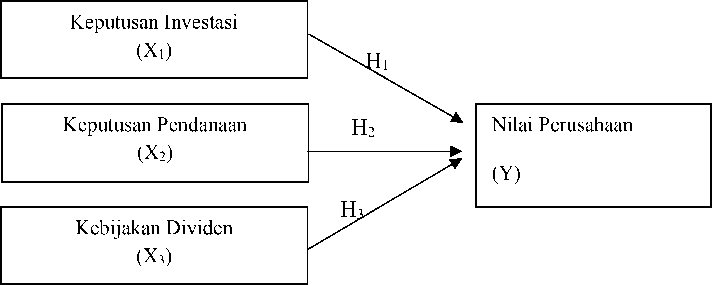 Keputusan Investasi
(X₁)
H₁
Keputusan Pendanaan
(X₂)
H₂
Nilai Perusahaan
(Y)
Kebijakan Dividen
(X₃)
H₃